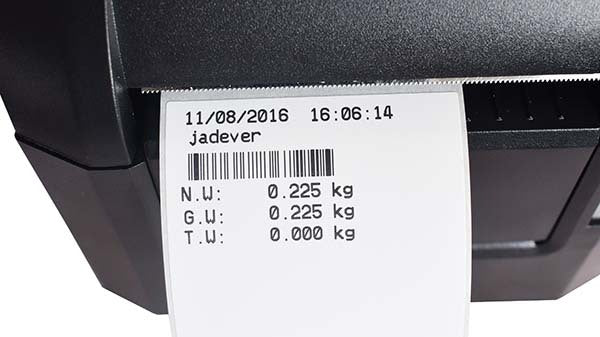 11/08/2016 16:06:14
jadever
N.W: 0.225 kg
G.W: 0.225 kg
T.W: 0.000 kg